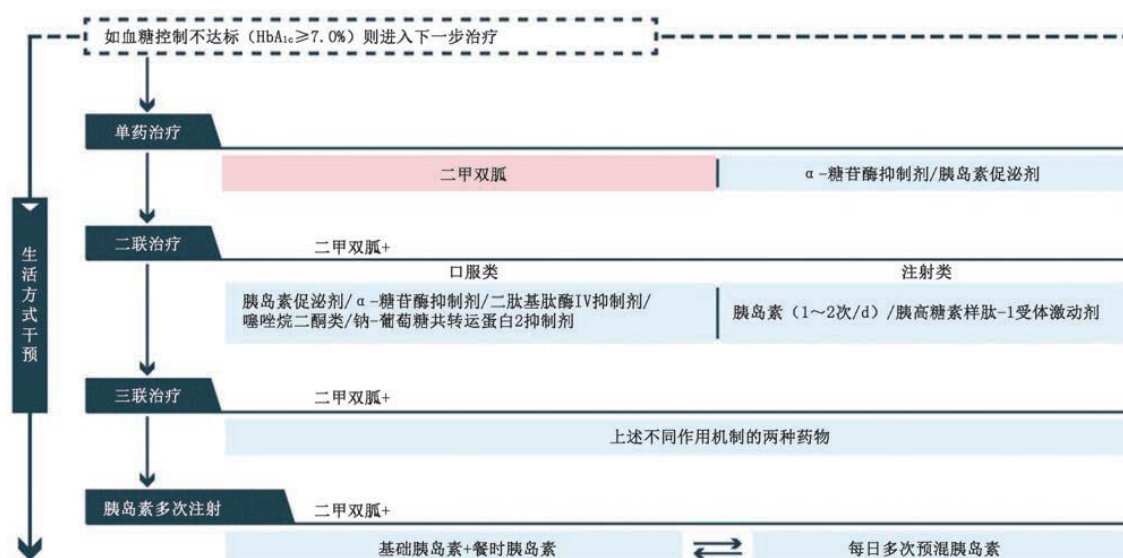 如血糖控制不达标（HbA₁c≥7.0%）则进入下一步治疗
单药治疗
二甲双胍
α-糖苷酶抑制剂/胰岛素促泌剂
生活方式干预
二联治疗
二甲双胍+
口服类
注射类
胰岛素促泌剂/α-糖苷酶抑制剂/二肽基肽酶IV抑制剂/
噻唑烷二酮类/钠-葡萄糖共转运蛋白2抑制剂
胰岛素（1～2次/d）/胰高糖素样肽-1受体激动剂
三联治疗
二甲双胍+
上述不同作用机制的两种药物
胰岛素多次注射
二甲双胍+
基础胰岛素+餐时胰岛素
每日多次预混胰岛素